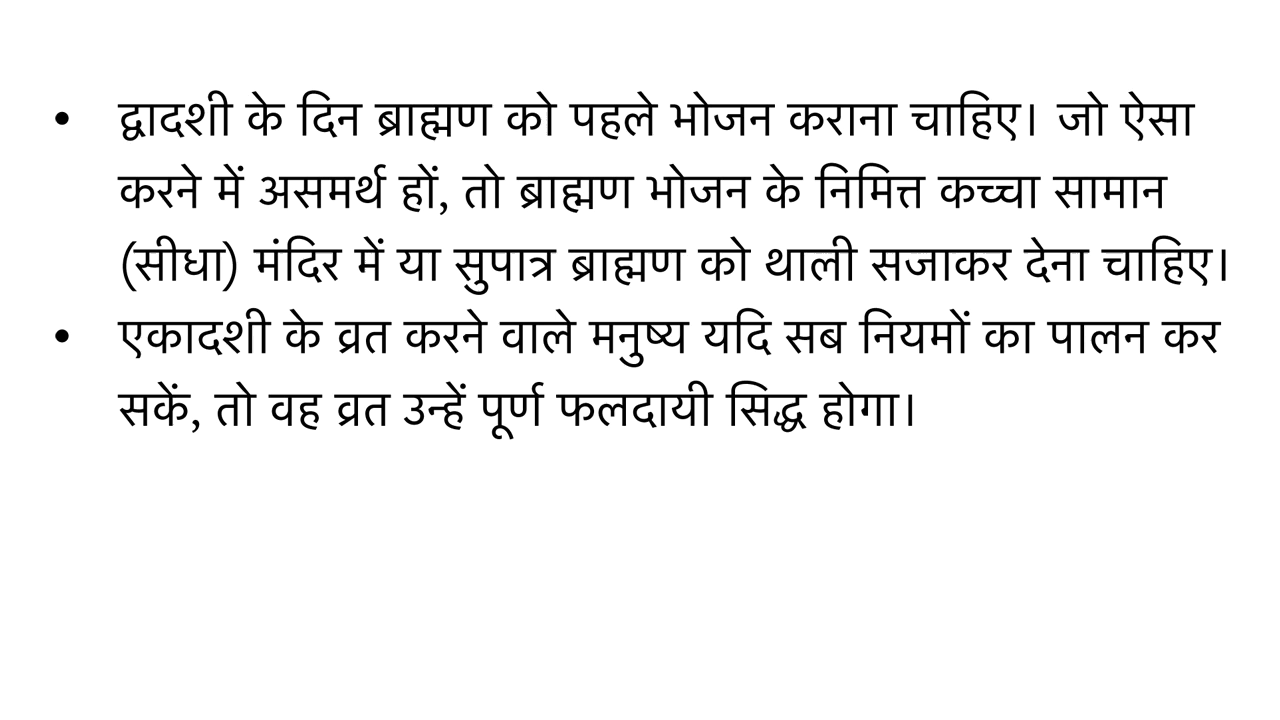 • द्वादशी के दिन ब्राह्मण को पहले भोजन कराना चाहिए। जो ऐसा
करने में असमर्थ हों, तो ब्राह्मण भोजन के निमित्त कच्चा सामान
(सीधा) मंदिर में या सुपात्र ब्राह्मण को थाली सजाकर देना चाहिए।
• एकादशी के व्रत करने वाले मनुष्य यदि सब नियमों का पालन कर
सकें, तो वह व्रत उन्हें पूर्ण फलदायी सिद्ध होगा।